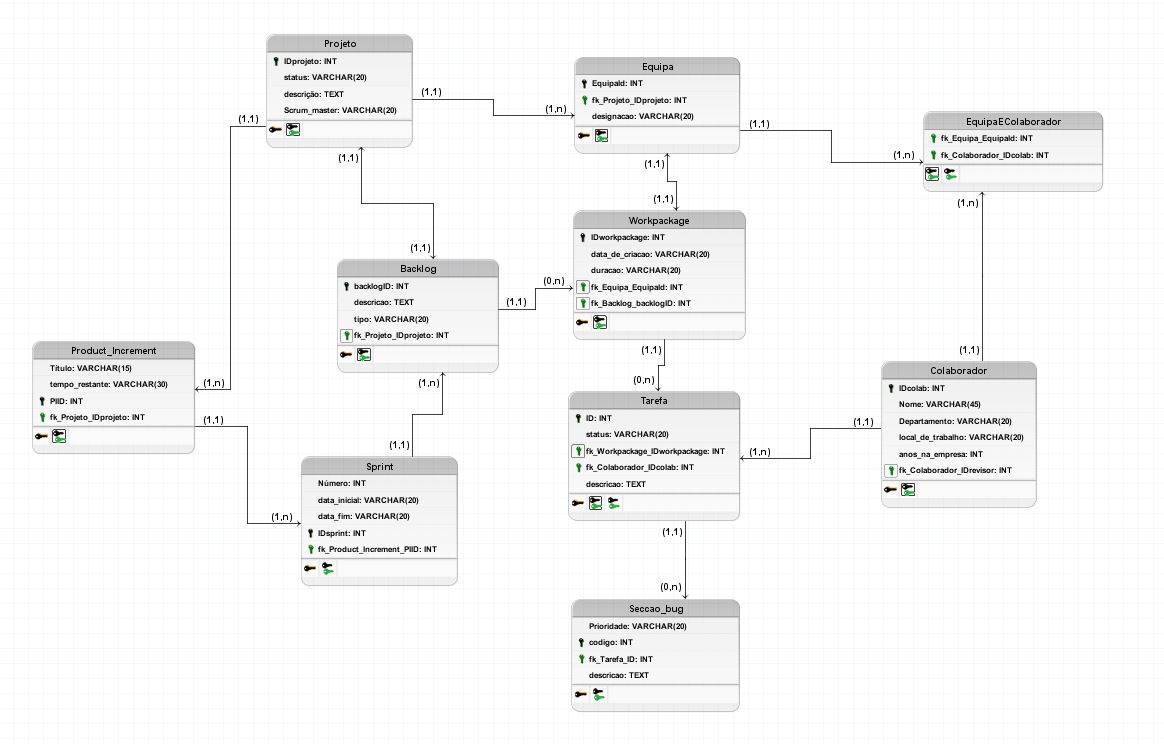 Projeto
IDprojeto: INT
status: VARCHAR(20)
descrição: TEXT
Scrum_master: VARCHAR(20)
(1,1)
(1,n)
(1,1)
(1,1)
Equipa
EquipaId: INT
fk_Projeto_IDprojeto: INT
designacao: VARCHAR(20)
(1,1)
(1,n)
(1,1)
EquipaEColaborador
fk_Equipa_EquipaId: INT
fk_Colaborador_IDcolab: INT
(1,n)
(1,1)
Workpackage
IDworkpackage: INT
data_de_criacao: VARCHAR(20)
duracao: VARCHAR(20)
fk_Equipa_EquipaId: INT
fk_Backlog_backlogID: INT
(1,1)
(1,1)
Backlog
backlogID: INT
descricao: TEXT
tipo: VARCHAR(20)
fk_Projeto_IDprojeto: INT
(1,1)
(0,n)
(1,n)
Product_Increment
Título: VARCHAR(15)
tempo_restante: VARCHAR(30)
PIID: INT
fk_Projeto_IDprojeto: INT
(1,n)
(1,1)
(1,n)
(1,1)
Sprint
Número: INT
data_inicial: VARCHAR(20)
data_fim: VARCHAR(20)
IDsprint: INT
fk_Product_Increment_PIID: INT
(0,n)
Tarefa
ID: INT
status: VARCHAR(20)
fk_Workpackage_IDworkpackage: INT
fk_Colaborador_IDcolab: INT
descricao: TEXT
(1,1)
(1,n)
(1,1)
(1,1)
Colaborador
IDcolab: INT
Nome: VARCHAR(45)
Departamento: VARCHAR(20)
local_de_trabalho: VARCHAR(20)
anos_na_empresa: INT
fk_Colaborador_IDrevisor: INT
(0,n)
Seccao_bug
Prioridade: VARCHAR(20)
codigo: INT
fk_Tarefa_ID: INT
descricao: TEXT